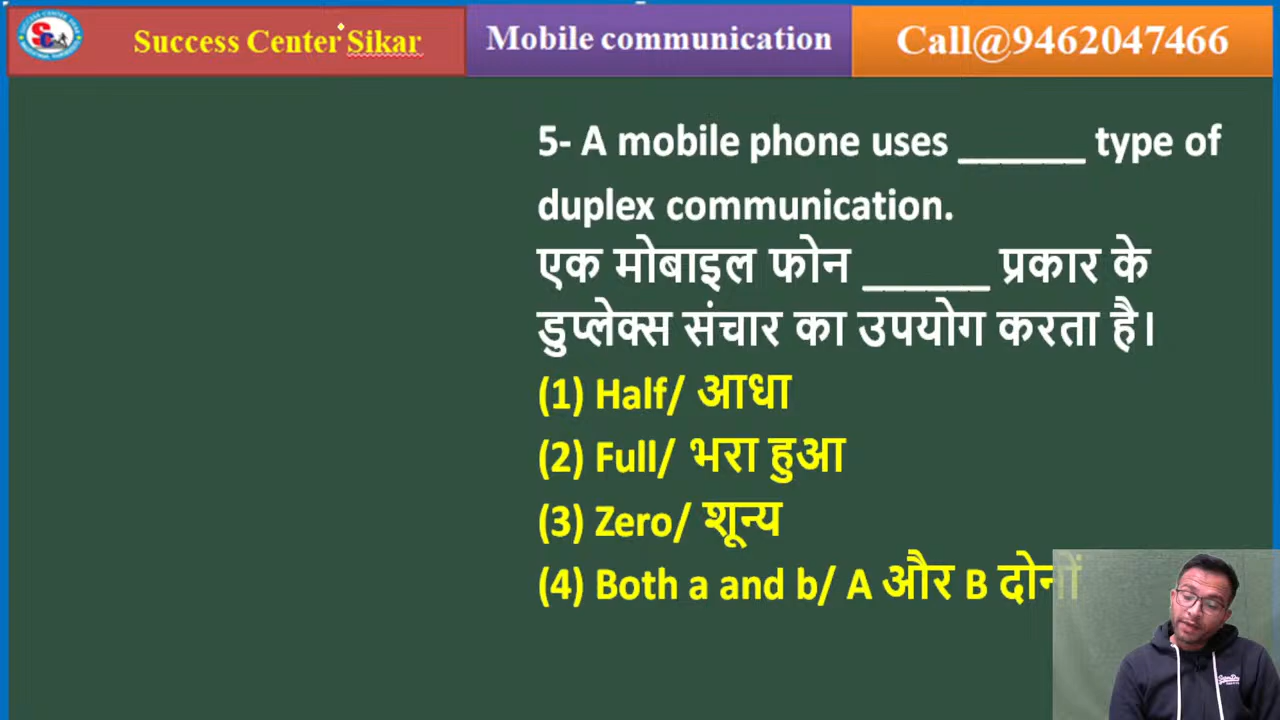 Success Center Sikar
Mobile communication
Call@9462047466
5- A mobile phone uses ______ type of
duplex communication.
एक मोबाइल फोन ______ प्रकार के
डुप्लेक्स संचार का उपयोग करता है।
(1) Half/ आधा
(2) Full/ भरा हुआ
(3) Zero/ शून्य
(4) Both a and b/ A और B दोनों